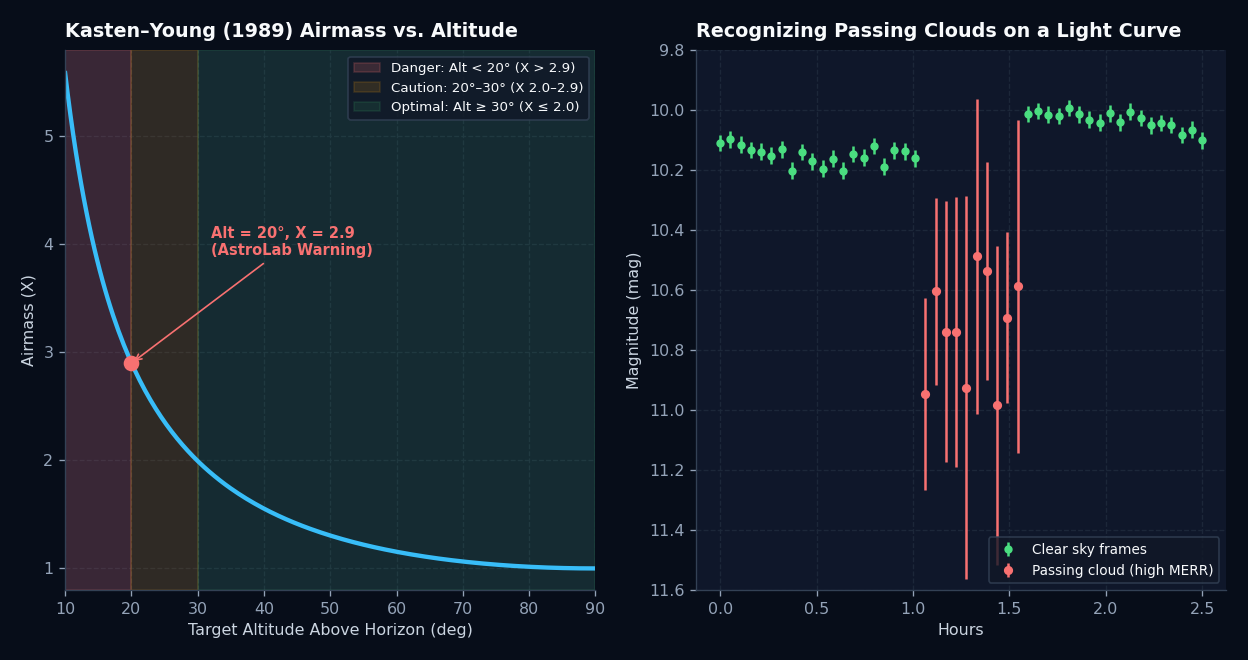 Kasten–Young (1989) Airmass vs. Altitude
Danger: Alt < 20° (X > 2.9)
Caution: 20°–30° (X 2.0–2.9)
Optimal: Alt ≥ 30° (X ≤ 2.0)
Alt = 20°, X = 2.9
(AstroLab Warning)
Airmass (X)
5
4
3
2
1
10 20 30 40 50 60 70 80 90
Target Altitude Above Horizon (deg)
Recognizing Passing Clouds on a Light Curve
Magnitude (mag)
9.8
10.0
10.2
10.4
10.6
10.8
11.0
11.2
11.4
11.6
Clear sky frames
Passing cloud (high MERR)
0.0 0.5 1.0 1.5 2.0 2.5
Hours